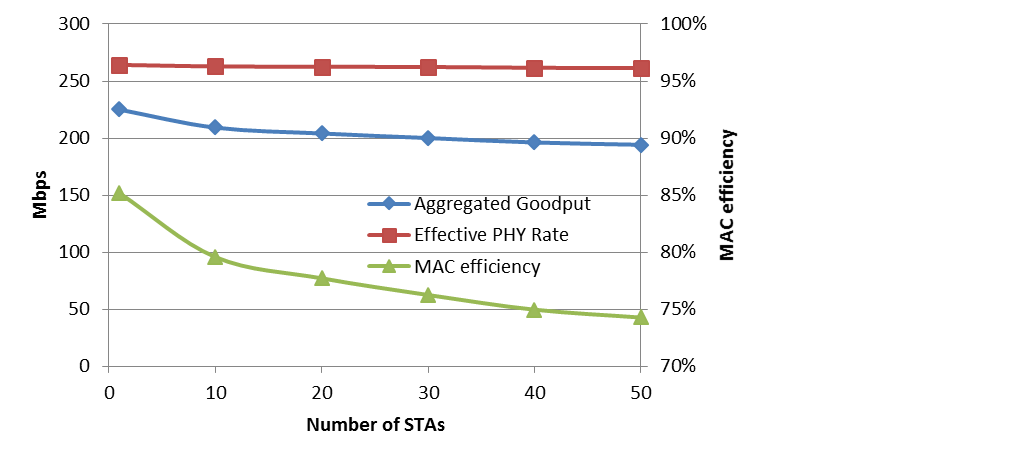 300
250
200
150
100
50
0
Mbps
100%
95%
90%
85%
80%
75%
70%
MAC efficiency
Aggregated Goodput
Effective PHY Rate
MAC efficiency
0 10 20 30 40 50
Number of STAs